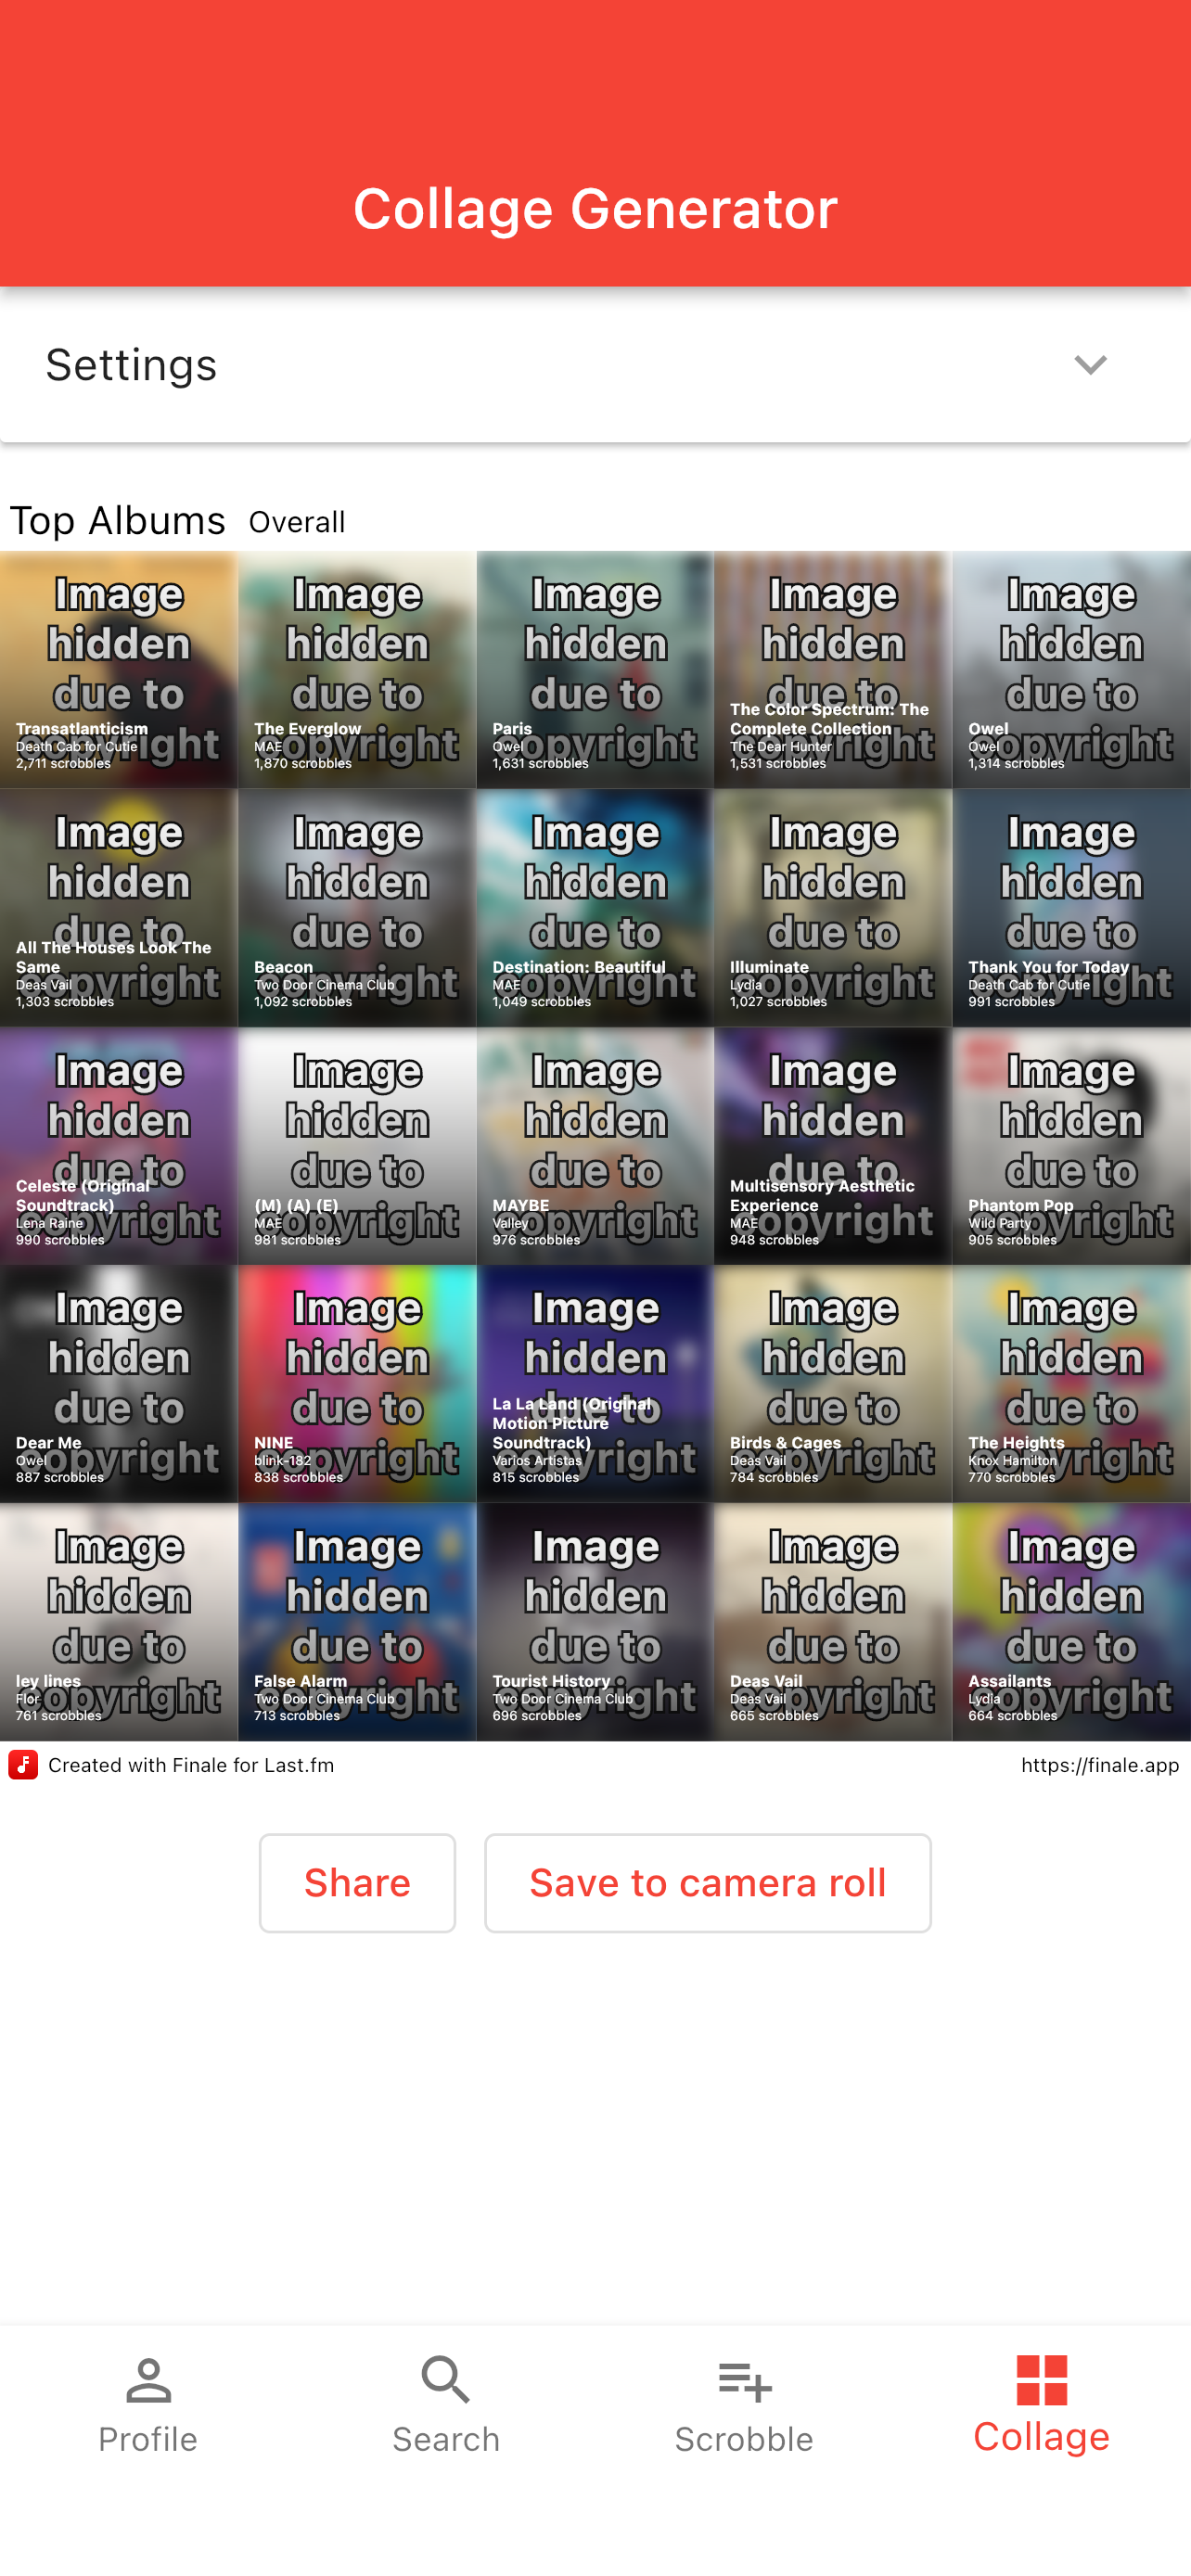 Collage Generator
Settings
Top Albums Overall
Image
hidden
due to
copyright
Transatlanticism
Death Cab for Cutie
2,711 scrobbles
Image
hidden
due to
copyright
The Everglow
MAE
1,870 scrobbles
Image
hidden
due to
copyright
Paris
Owel
1,631 scrobbles
Image
hidden
due to
copyright
The Color Spectrum: The
Complete Collection
The Dear Hunter
1,531 scrobbles
Image
hidden
due to
copyright
Owel
Owel
1,314 scrobbles
Image
hidden
due to
copyright
All The Houses Look The
Same
Deas Vail
1,303 scrobbles
Image
hidden
due to
copyright
Beacon
Two Door Cinema Club
1,092 scrobbles
Image
hidden
due to
copyright
Destination: Beautiful
MAE
1,049 scrobbles
Image
hidden
due to
copyright
Illuminate
Lydia
1,027 scrobbles
Image
hidden
due to
copyright
Thank You for Today
Death Cab for Cutie
991 scrobbles
Image
hidden
due to
copyright
Celeste (Original
Soundtrack)
Lena Raine
990 scrobbles
Image
hidden
due to
copyright
(M) (A) (E)
MAE
981 scrobbles
Image
hidden
due to
copyright
MAYBE
Valley
976 scrobbles
Image
hidden
due to
copyright
Multisensory Aesthetic
Experience
MAE
948 scrobbles
Image
hidden
due to
copyright
Phantom Pop
Wild Party
905 scrobbles
Image
hidden
due to
copyright
Dear Me
Owel
887 scrobbles
Image
hidden
due to
copyright
NINE
blink-182
838 scrobbles
Image
hidden
due to
copyright
La La Land (Original
Motion Picture
Soundtrack)
Varios Artistas
815 scrobbles
Image
hidden
due to
copyright
Birds & Cages
Deas Vail
784 scrobbles
Image
hidden
due to
copyright
The Heights
Knox Hamilton
770 scrobbles
Image
hidden
due to
copyright
ley lines
Flor
761 scrobbles
Image
hidden
due to
copyright
False Alarm
Two Door Cinema Club
713 scrobbles
Image
hidden
due to
copyright
Tourist History
Two Door Cinema Club
696 scrobbles
Image
hidden
due to
copyright
Deas Vail
Deas Vail
665 scrobbles
Image
hidden
due to
copyright
Assailants
Lydia
664 scrobbles
Created with Finale for Last.fm https://finale.app
Share Save to camera roll
Profile Search Scrobble Collage